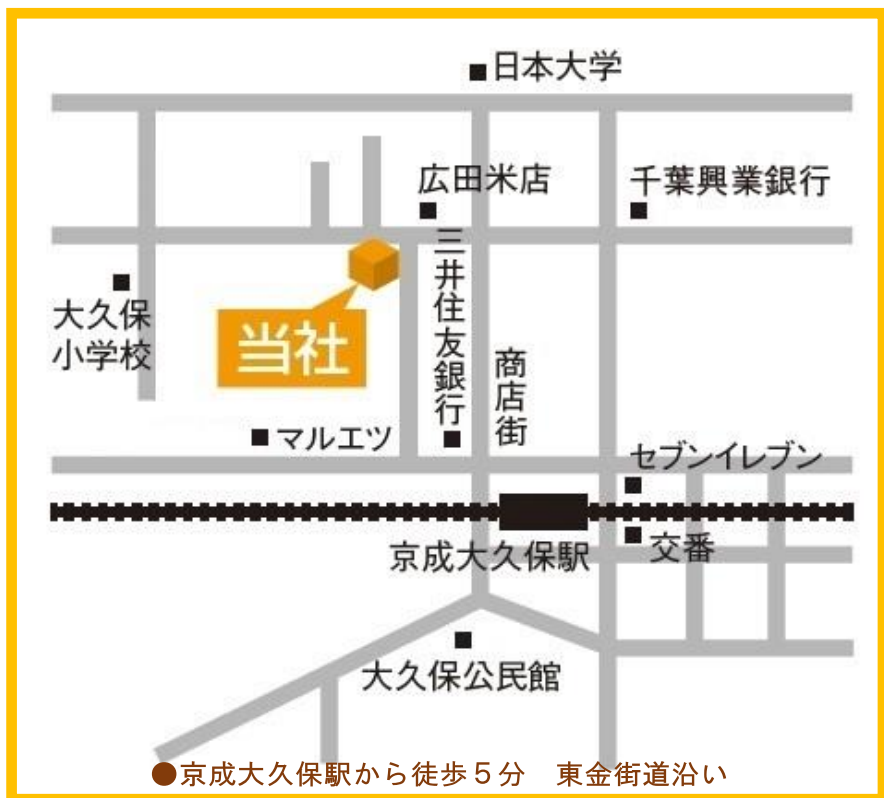 日本大学
広田米店
千葉興業銀行
三井住友銀行
大久保
小学校
当社
商店街
マルエツ
セブンイレブン
京成大久保駅
交番
大久保公民館
●京成大久保駅から徒歩５分　東金街道沿い